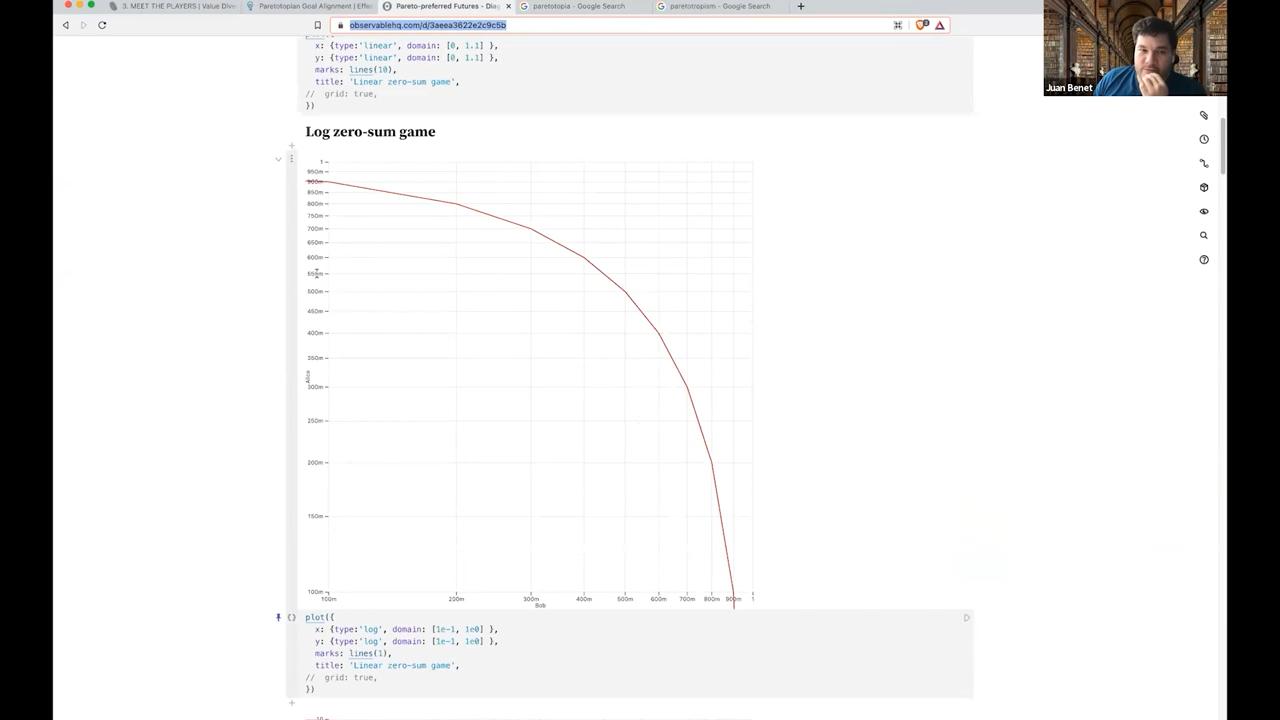 3. MEET THE PLAYERS | Value Dive
Paretotopian Goal Alignment | Effe
Pareto-preferred Futures - Diag
paretotopia - Google Search
paretotropism - Google Search
observablehq.com/d/3aeea3622e2c9c5b
Juan Benet
x: {type:'linear', domain: [0, 1.1] },
y: {type:'linear', domain: [0, 1.1] },
marks: lines(10),
title: 'Linear zero-sum game',
// grid: true,
})
Log zero-sum game
1
950m
900m
850m
800m
750m
700m
650m
600m
550m
500m
450m
400m
350m
Alice
300m
250m
200m
150m
100m
100m 200m 300m 400m 500m 600m 700m 800m 900m 1
Bob
plot({
x: {type:'log', domain: [1e-1, 1e0] },
y: {type:'log', domain: [1e-1, 1e0] },
marks: lines(1),
title: 'Linear zero-sum game',
// grid: true,
})
10